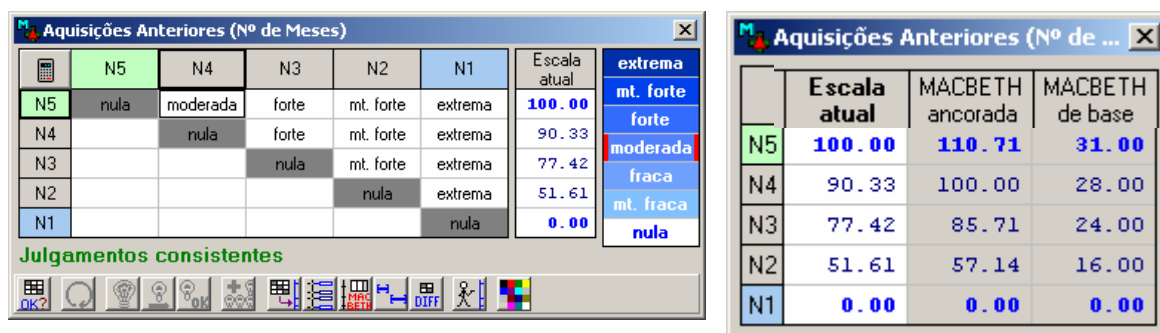 Aquisições Anteriores (Nº de Meses)
N5 N4 N3 N2 N1 Escala atual
N5 nula moderada forte mt. forte extrema 100.00
N4 nula forte mt. forte extrema 90.33
N3 nula mt. forte extrema 77.42
N2 nula extrema 51.61
N1 nula 0.00
extrema
mt. forte
forte
moderada
fraca
mt. fraca
nula
Julgamentos consistentes
OK? OK MAC BETH DIFF
Aquisições Anteriores (Nº de ...
Escala atual MACBETH ancorada MACBETH de base
N5 100.00 110.71 31.00
N4 90.33 100.00 28.00
N3 77.42 85.71 24.00
N2 51.61 57.14 16.00
N1 0.00 0.00 0.00